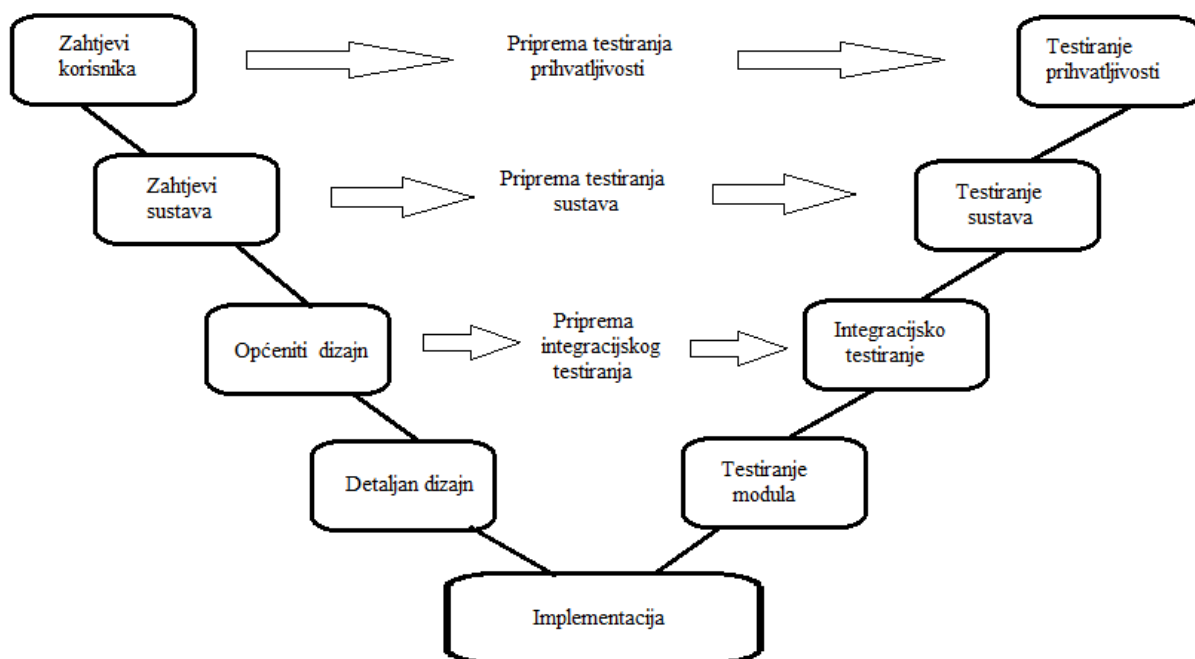 Zahtjevi
korisnika
Priprema testiranja
prihvatljivosti
Testiranje
prihvatljivosti
Zahtjevi
sustava
Priprema testiranja
sustava
Testiranje
sustava
Općeniti dizajn
Priprema
integracijskog
testiranja
Integracijsko
testiranje
Detaljan dizajn
Testiranje
modula
Implementacija